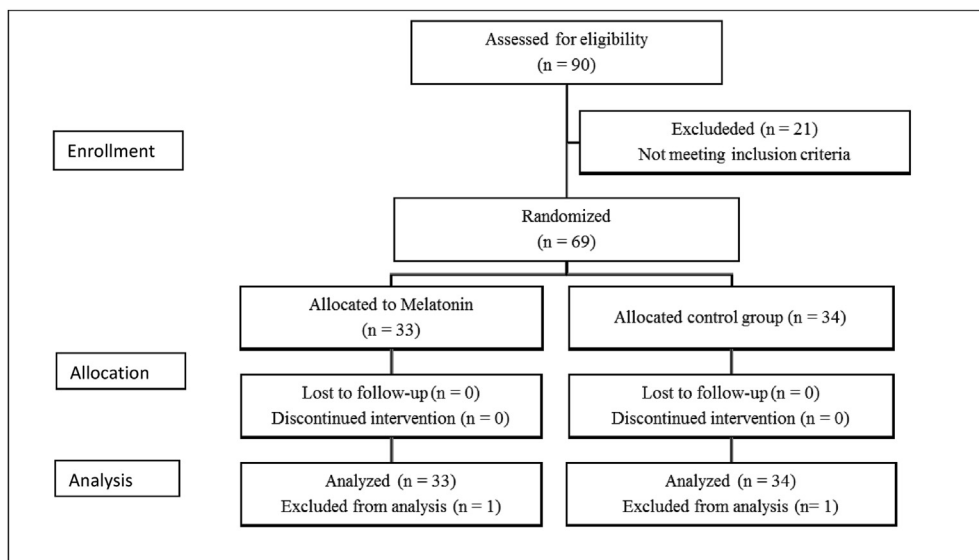 Assessed for eligibility
(n = 90)
Enrollment
Excludeded (n = 21)
Not meeting inclusion criteria
Randomized
(n = 69)
Allocated to Melatonin
(n = 33)
Allocated control group (n = 34)
Allocation
Lost to follow-up (n = 0)
Discontinued intervention (n = 0)
Lost to follow-up (n = 0)
Discontinued intervention (n = 0)
Analysis
Analyzed (n = 33)
Excluded from analysis (n= 1)
Analyzed (n = 34)
Excluded from analysis (n= 1)